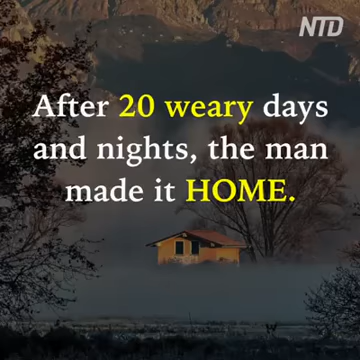 NTD
After 20 weary days
and nights, the man
made it HOME.